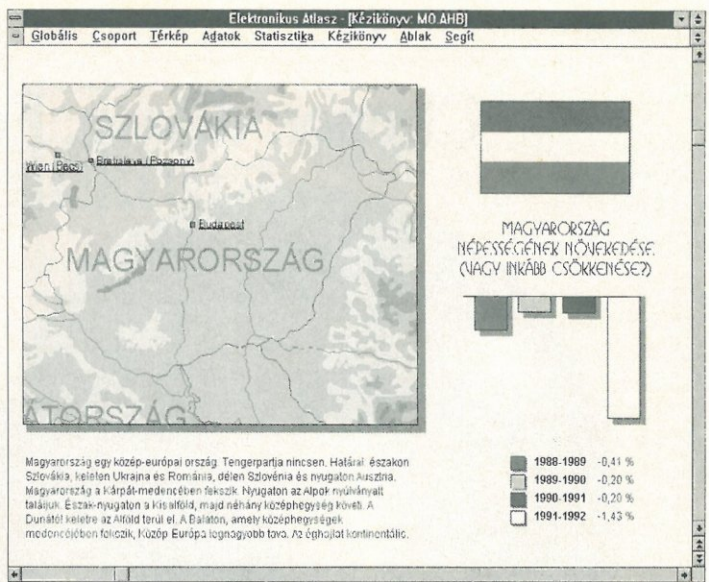 Elektronikus Atlasz - [Kézikönyv: MO.AHB]
Globális Csoport Térkép Adatok Statisztika Kézikönyv Ablak Segít
SZLOVÁKIA
Wien (Bécs)
Bratislava (Pozsony)
Budapest
MAGYARORSZÁG
ÁTORSZÁG
MAGYARORSZÁG
NÉPESSÉGÉNEK NÖVEKEDÉSE.
(VAGY INKÁBB CSÖKKENÉSE?)
1988-1989 -0,41 %
1989-1990 -0,20 %
1990-1991 -0,20 %
1991-1992 -1,43 %
Magyarország egy közép-európai ország. Tengerpartja nincsen. Határai: északon
Szlovákia, keleten Ukrajna és Románia, délen Szlovénia és nyugaton Ausztria.
Magyarország a Kárpát-medencében fekszik. Nyugaton az Alpok nyúlványait
találjuk. Észak-nyugaton a Kisalföld, majd néhány középhegység követi. A
Dunától keletre az Alföld terül el. A Balaton, amely középhegységek
medencéjében fekszik, Közép Európa legnagyobb tava. Az éghajlat kontinentális.